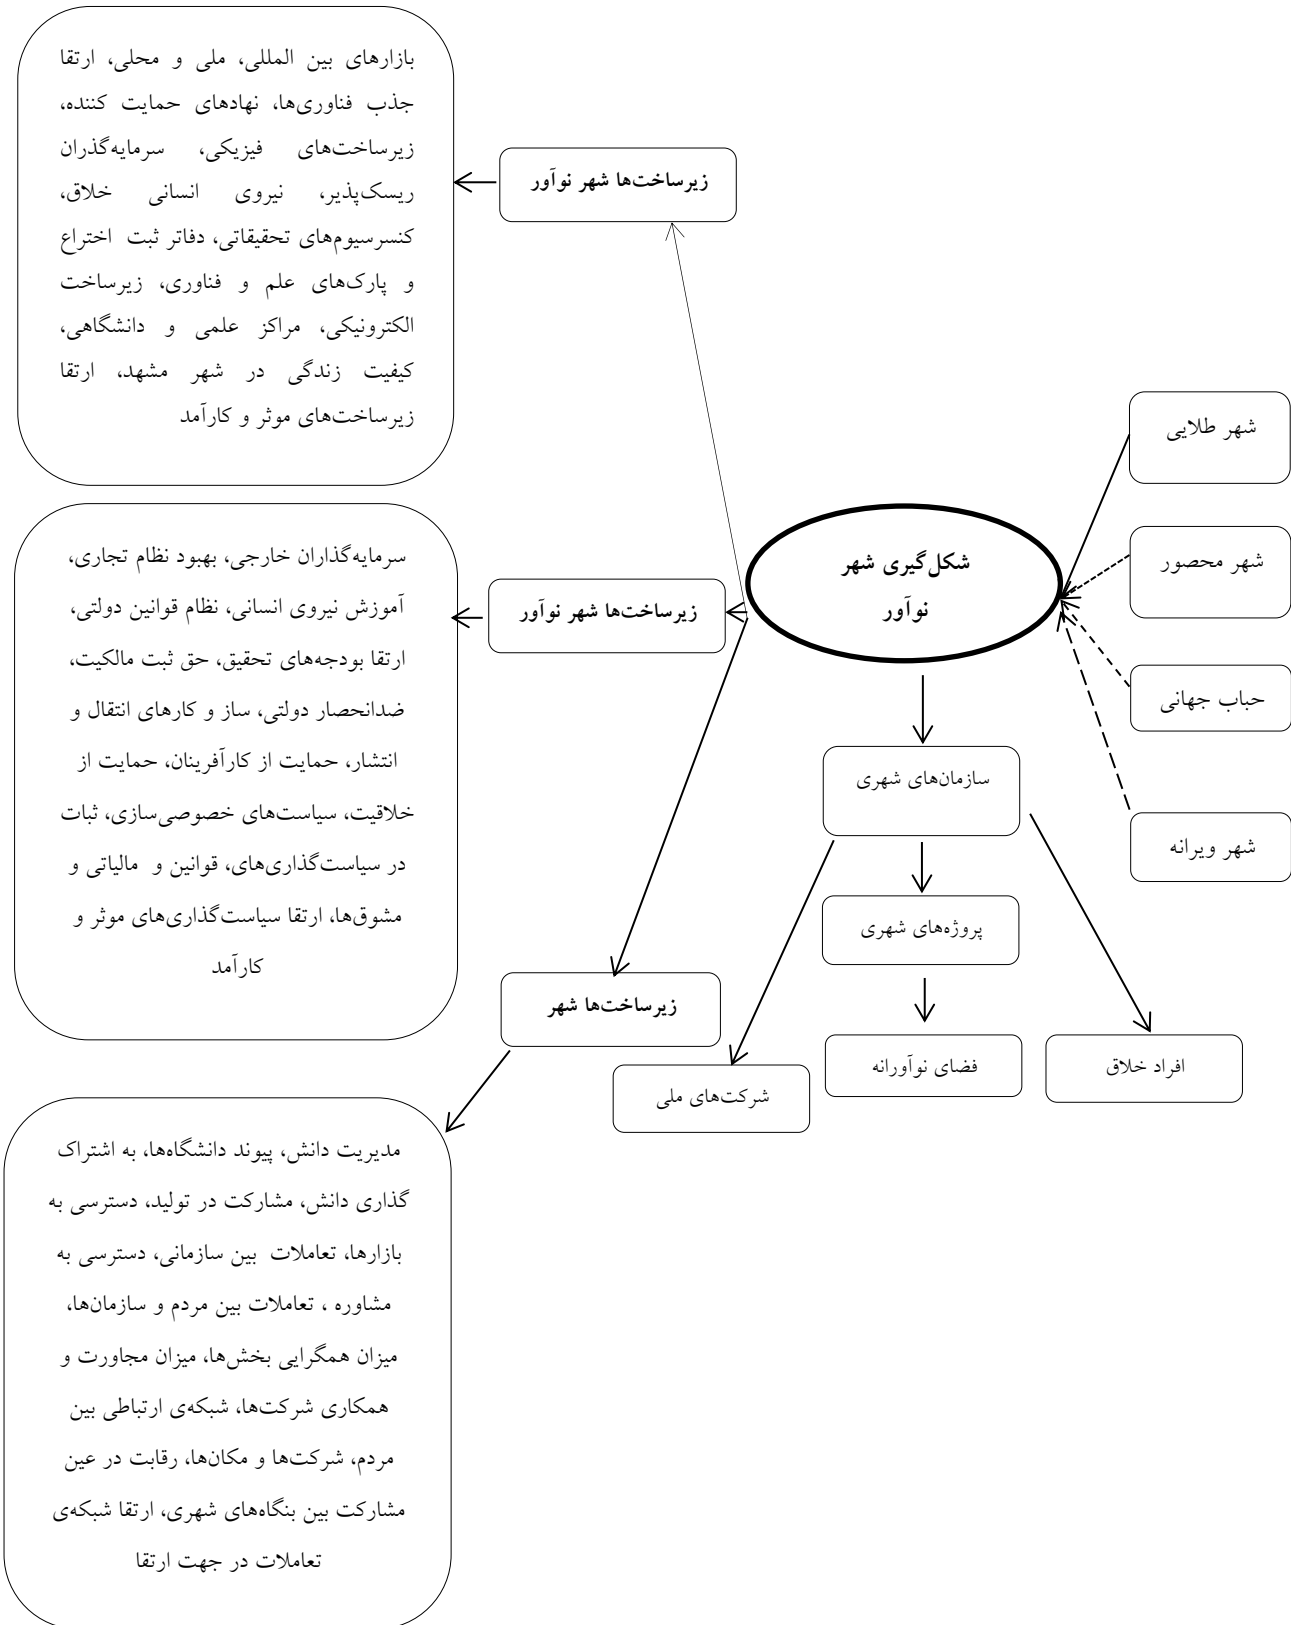 بازارهای بین المللی، ملی و محلی، ارتقا
جذب فناوری‌ها، نهادهای حمایت کننده،
زیرساخت‌های فیزیکی، سرمایه‌گذران
ریسک‌پذیر، نیروی انسانی خلاق،
کنسرسیوم‌های تحقیقاتی، دفاتر ثبت اختراع
و پارک‌های علم و فناوری، زیرساخت
الکترونیکی، مراکز علمی و دانشگاهی،
کیفیت زندگی در شهر مشهد، ارتقا
زیرساخت‌های موثر و کارآمد
زیرساخت‌ها شهر نوآور
شهر طلایی
شهر محصور
حباب جهانی
شهر ویرانه
شکل‌گیری شهر
نوآور
زیرساخت‌ها شهر نوآور
سرمایه‌گذاران خارجی، بهبود نظام تجاری،
آموزش نیروی انسانی، نظام قوانین دولتی،
ارتقا بودجه‌های تحقیق، حق ثبت مالکیت،
ضدانحصار دولتی، ساز و کارهای انتقال و
انتشار، حمایت از کارآفرینان، حمایت از
خلاقیت، سیاست‌های خصوصی‌سازی، ثبات
در سیاست‌گذاری‌های، قوانین و مالیاتی و
مشوق‌ها، ارتقا سیاست‌گذاری‌های موثر و
کارآمد
سازمان‌های شهری
پروژه‌های شهری
زیرساخت‌ها شهر
افراد خلاق
فضای نوآورانه
شرکت‌های ملی
مدیریت دانش، پیوند دانشگاه‌ها، به اشتراک
گذاری دانش، مشارکت در تولید، دسترسی به
بازارها، تعاملات بین سازمانی، دسترسی به
مشاوره ، تعاملات بین مردم و سازمان‌ها،
میزان همگرایی بخش‌ها، میزان مجاورت و
همکاری شرکت‌ها، شبکه‌ی ارتباطی بین
مردم، شرکت‌ها و مکان‌ها، رقابت در عین
مشارکت بین بنگاه‌های شهری، ارتقا شبکه‌ی
تعاملات در جهت ارتقا